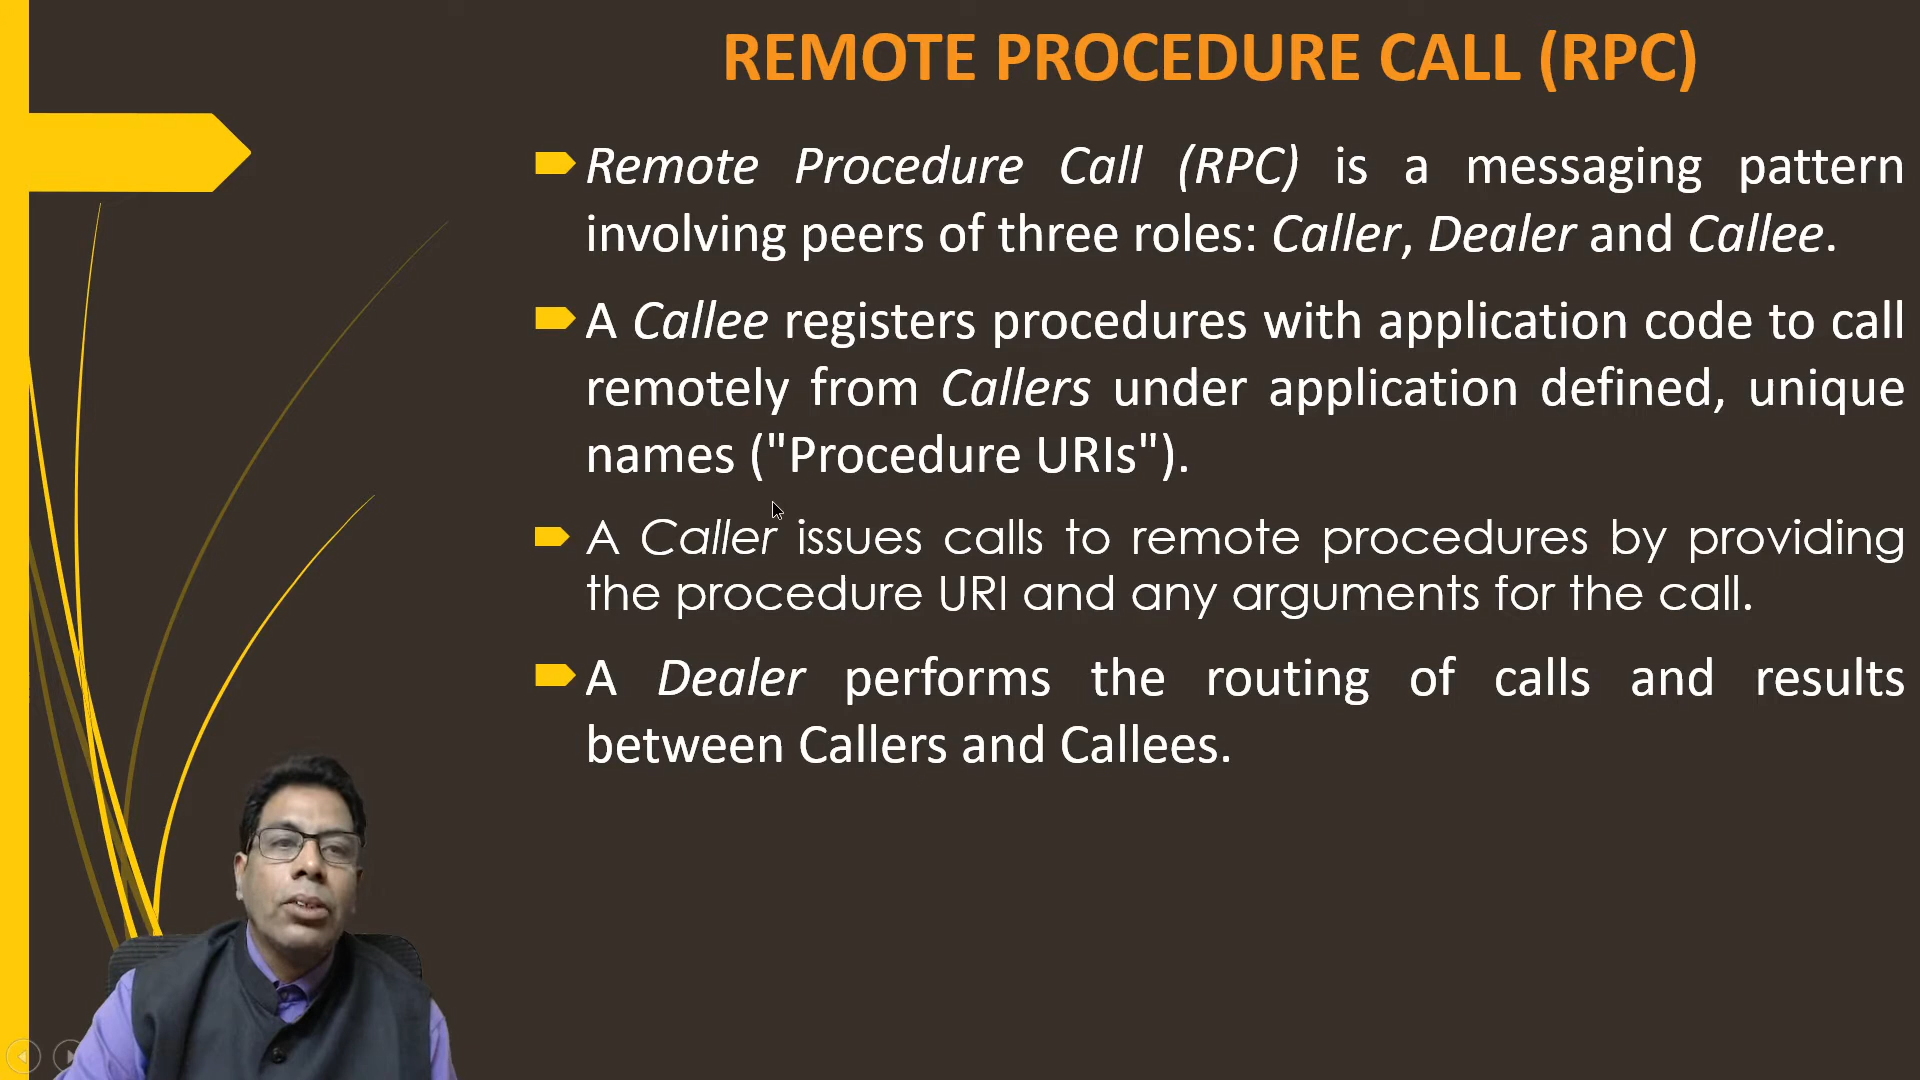 REMOTE PROCEDURE CALL (RPC)
Remote Procedure Call (RPC) is a messaging pattern
involving peers of three roles: Caller, Dealer and Callee.
A Callee registers procedures with application code to call
remotely from Callers under application defined, unique
names ("Procedure URIs").
A Caller issues calls to remote procedures by providing
the procedure URI and any arguments for the call.
A Dealer performs the routing of calls and results
between Callers and Callees.